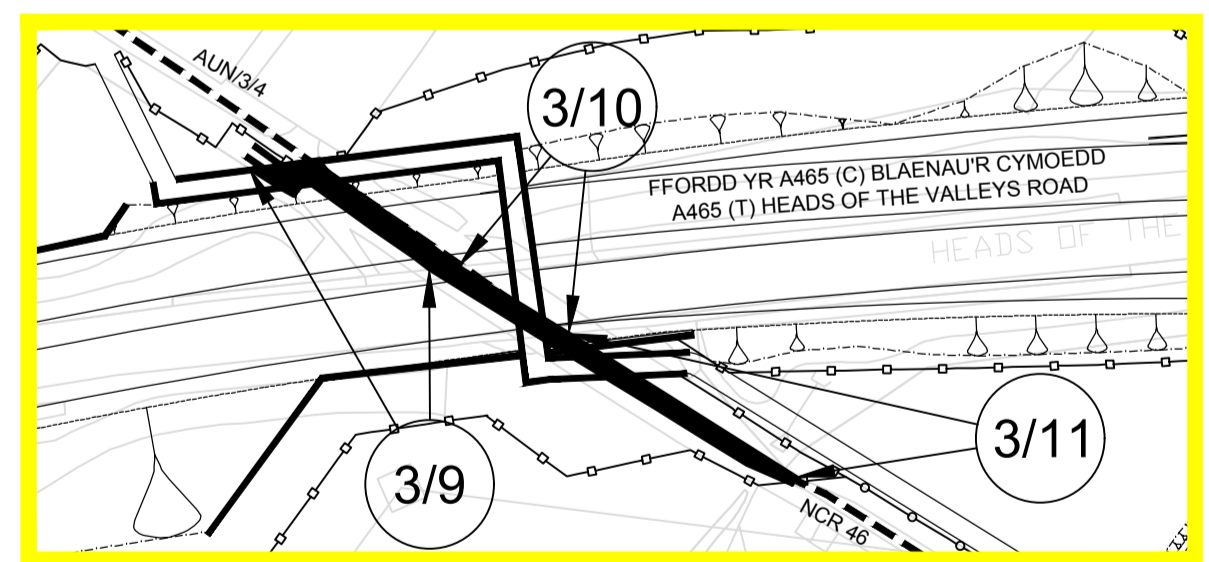 AUN/3/4
3/10
FFORDD YR A465 (C) BLAENAU'R CYMOEDD
A465 (T) HEADS OF THE VALLEYS ROAD
HEADS OF THE
3/11
3/9
NCR 46